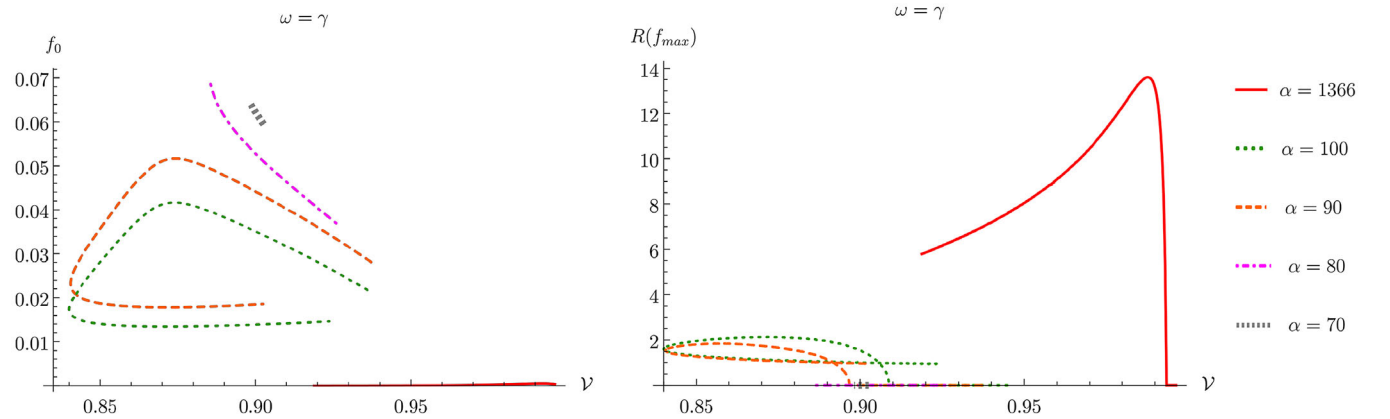 ω = γ
f₀
0.07
0.06
0.05
0.04
0.03
0.02
0.01
0.85
0.90
0.95
𝒱
ω = γ
R(fₘₐₓ)
14
12
10
8
6
4
2
0.85
0.90
0.95
𝒱
α = 1366
α = 100
α = 90
α = 80
α = 70